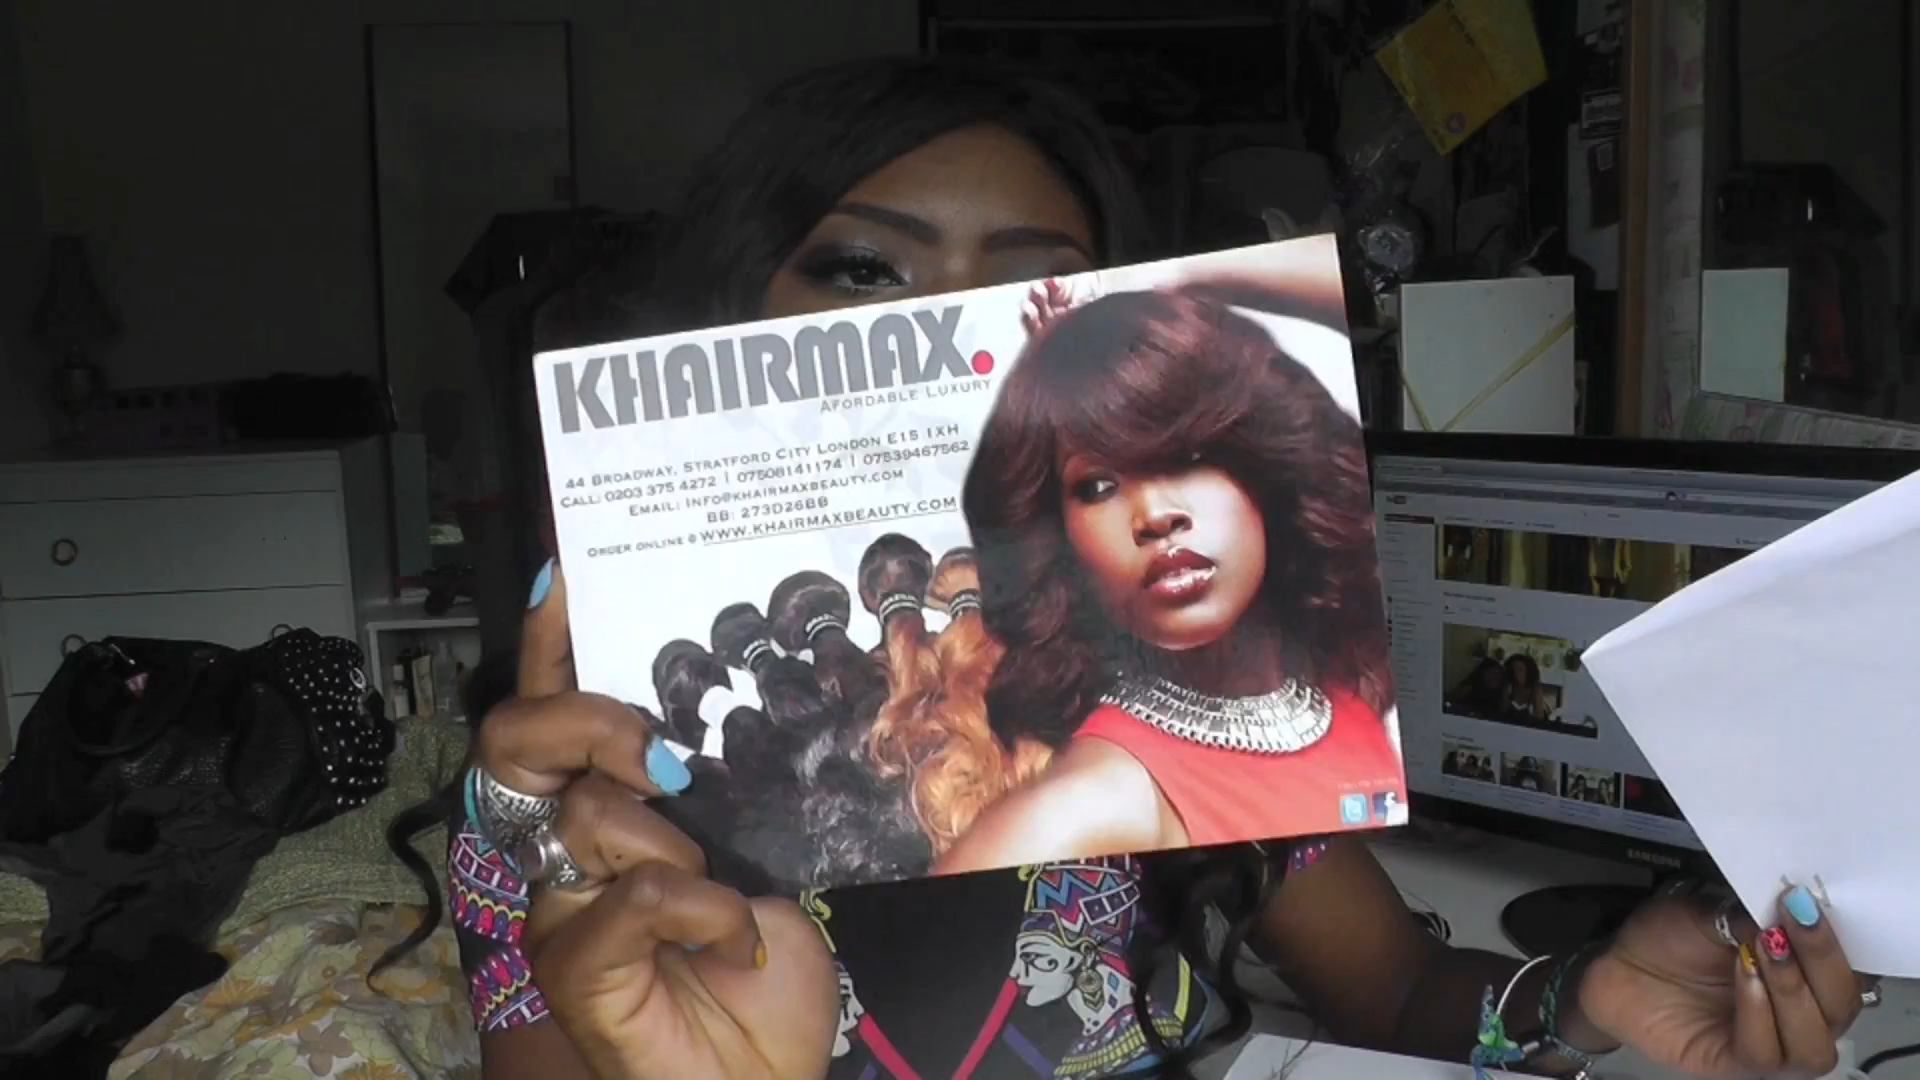 KHAIRMAX.
AFORDABLE LUXURY
44 BROADWAY, STRATFORD CITY LONDON E15 1XH
CALL: 0203 375 4272 | 07508141174 | 07539467562
EMAIL: INFO@KHAIRMAXBEAUTY.COM
BB: 273D26BB
ORDER ONLINE @ WWW.KHAIRMAXBEAUTY.COM
SAMSUNG